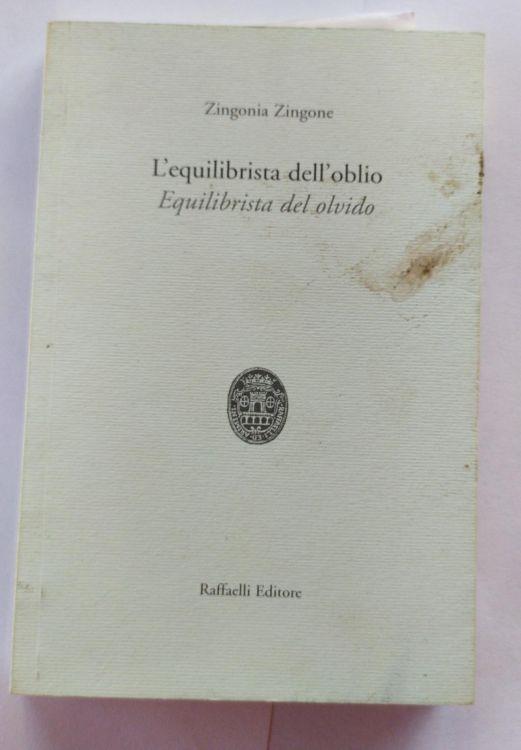 Zingonia Zingone
L'equilibrista dell'oblio
Equilibrista del olvido
Raffaelli Editore